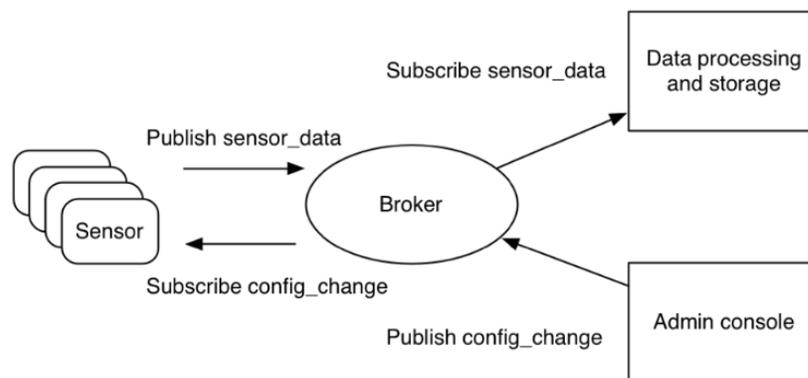 Subscribe sensor_data
Data processing
and storage
Publish sensor_data
Broker
Sensor
Subscribe config_change
Publish config_change
Admin console